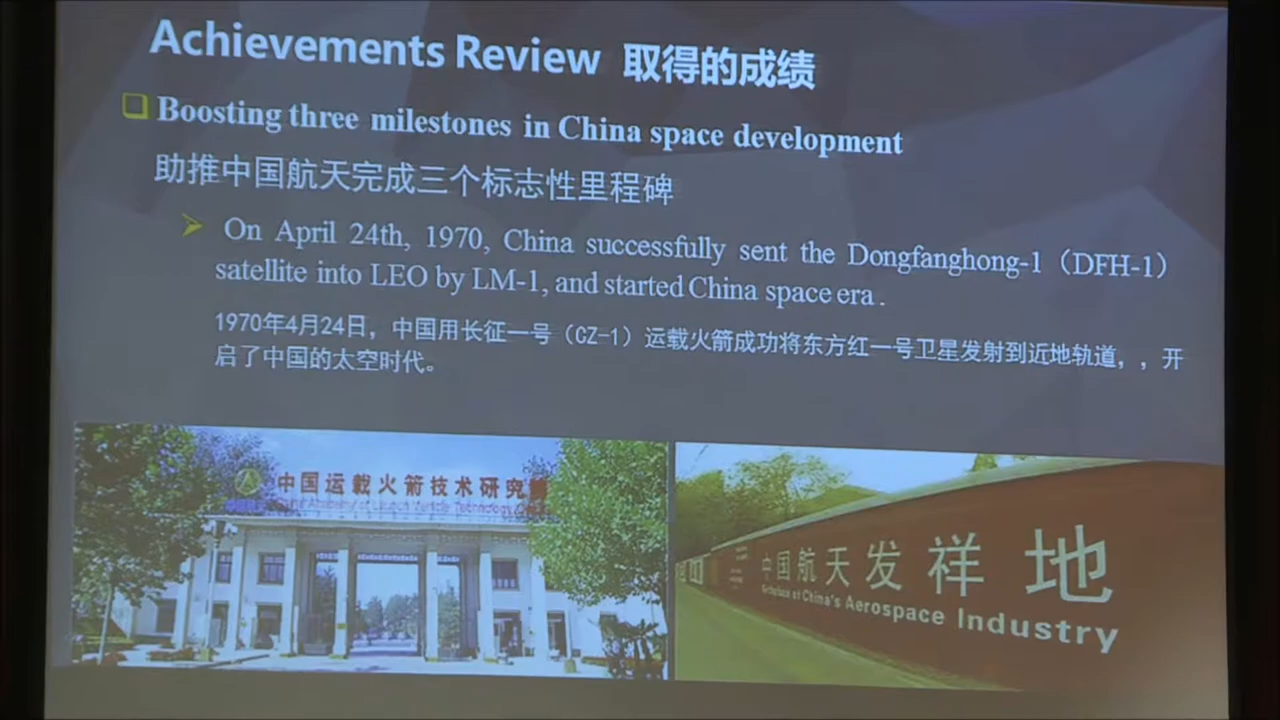 Achievements Review 取得的成绩
Boosting three milestones in China space development
助推中国航天完成三个标志性里程碑
On April 24th, 1970, China successfully sent the Dongfanghong-1（DFH-1）
satellite into LEO by LM-1, and started China space era .
1970年4月24日，中国用长征一号（CZ-1）运载火箭成功将东方红一号卫星发射到近地轨道，，开
启了中国的太空时代。
中国运载火箭技术研究
of Launch Vehicle Technology
中国航天发祥地
Birthplace of China's Aerospace Industry